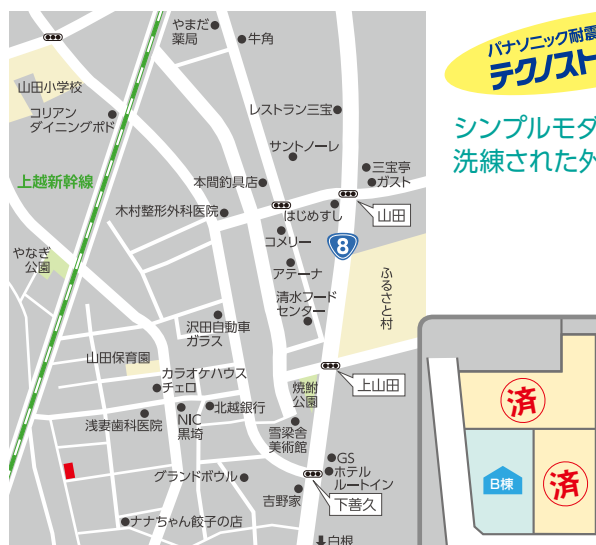 やまだ
薬局
牛角
山田小学校
コリアン
ダイニングポド
レストラン三宝
サントノーレ
上越新幹線
本間釣具店
三宝亭
ガスト
木村整形外科医院
はじめすし
山田
コメリー
8
やなぎ
公園
アテーナ
ふるさと村
清水フード
センター
沢田自動車
ガラス
山田保育園
カラオケハウス
チェロ
焼鮒
公園
上山田
浅妻歯科医院
NIC
黒埼
北越銀行
雪梁舎
美術館
GS
ホテル
ルートイン
グランドボウル
吉野家
下善久
ナナちゃん餃子の店
白根
パナソニック耐震
テクノスト
シンプルモダ
洗練された外
済
B棟
済